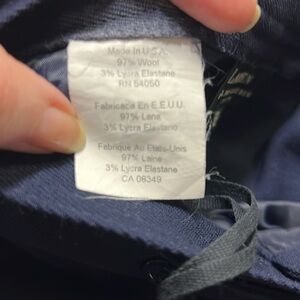 Made In U.S.A.
97% Wool
3% Lycra Elastane
RN 54050
Fabricado En E.E.U.U.
97% Lana
3% Lycra Elastane
Fabrique Au Etats-Unis
97% Laine
3% Lycra Elastane
CA 08349